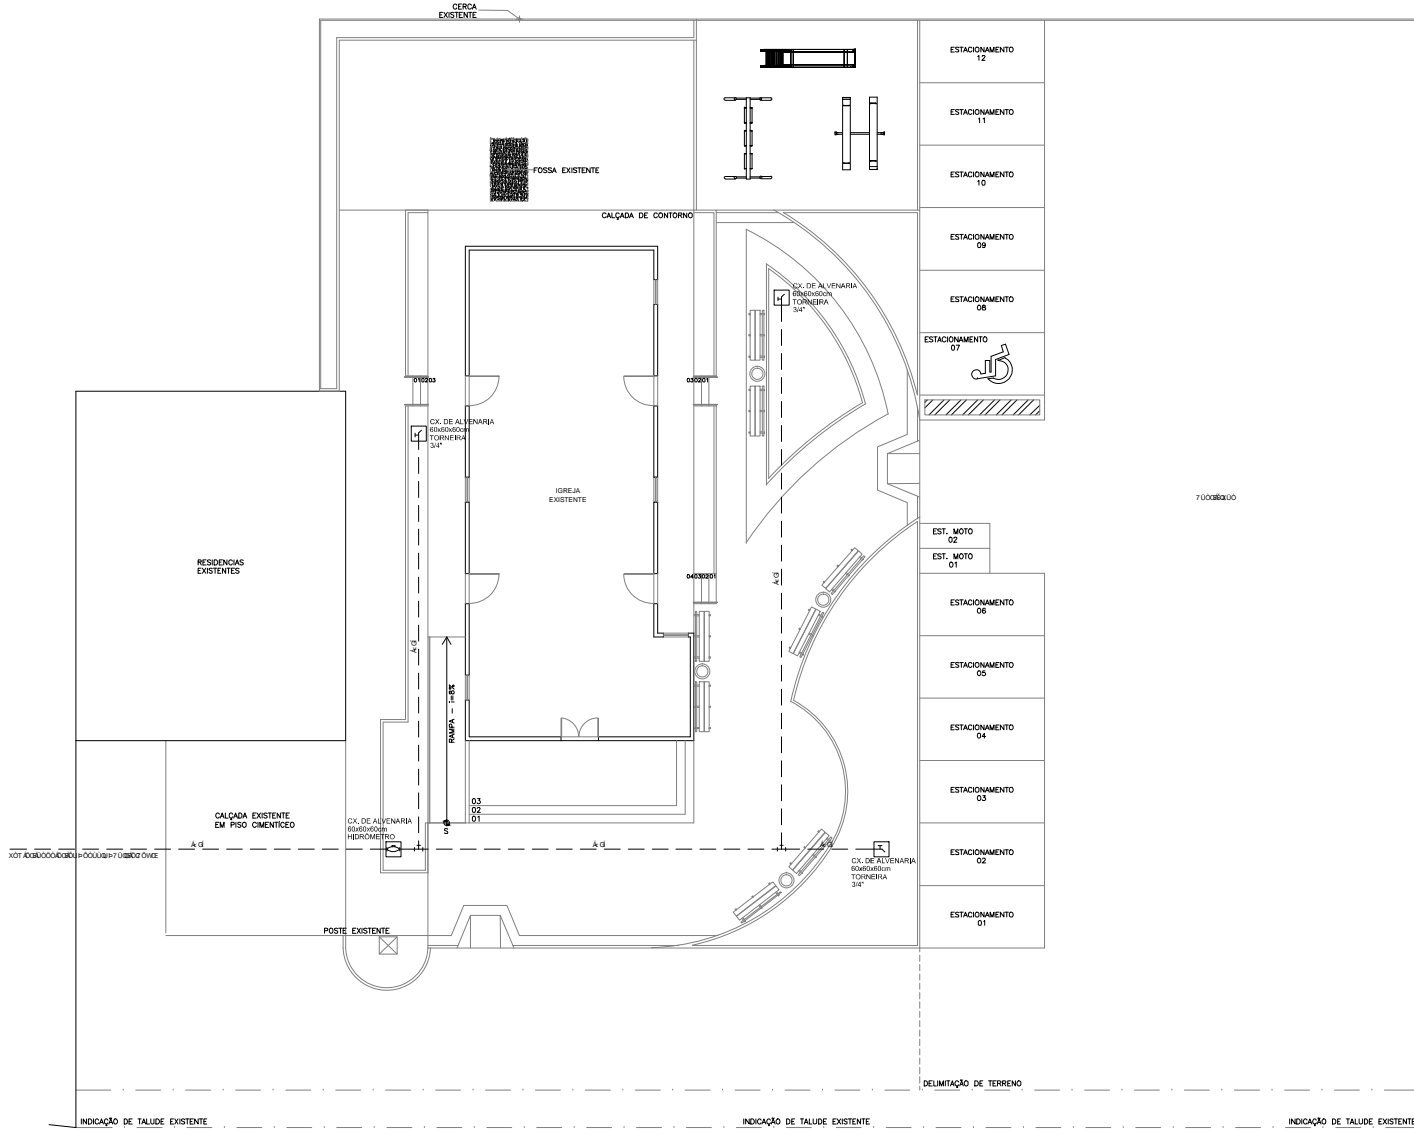 CERCA
EXISTENTE
ESTACIONAMENTO
12
ESTACIONAMENTO
11
FOSSA EXISTENTE
ESTACIONAMENTO
10
CALÇADA DE CONTORNO
ESTACIONAMENTO
09
CX. DE ALVENARIA
60x60x60cm
TORNEIRA
3/4"
ESTACIONAMENTO
08
ESTACIONAMENTO
07
010203
030201
CX. DE ALVENARIA
60x60x60cm
TORNEIRA
3/4"
IGREJA
EXISTENTE
EST. MOTO
02
EST. MOTO
01
RESIDENCIAS
EXISTENTES
04030201
ESTACIONAMENTO
06
ESTACIONAMENTO
05
RAMPA - i=8%
ESTACIONAMENTO
04
ESTACIONAMENTO
03
03
02
01
S
CALÇADA EXISTENTE
EM PISO CIMENTÍCEO
CX. DE ALVENARIA
60x60x60cm
HIDRÔMETRO
CX. DE ALVENARIA
60x60x60cm
TORNEIRA
3/4"
ESTACIONAMENTO
02
ESTACIONAMENTO
01
POSTE EXISTENTE
DELIMITAÇÃO DE TERRENO
INDICAÇÃO DE TALUDE EXISTENTE
INDICAÇÃO DE TALUDE EXISTENTE
INDICAÇÃO DE TALUDE EXISTENTE